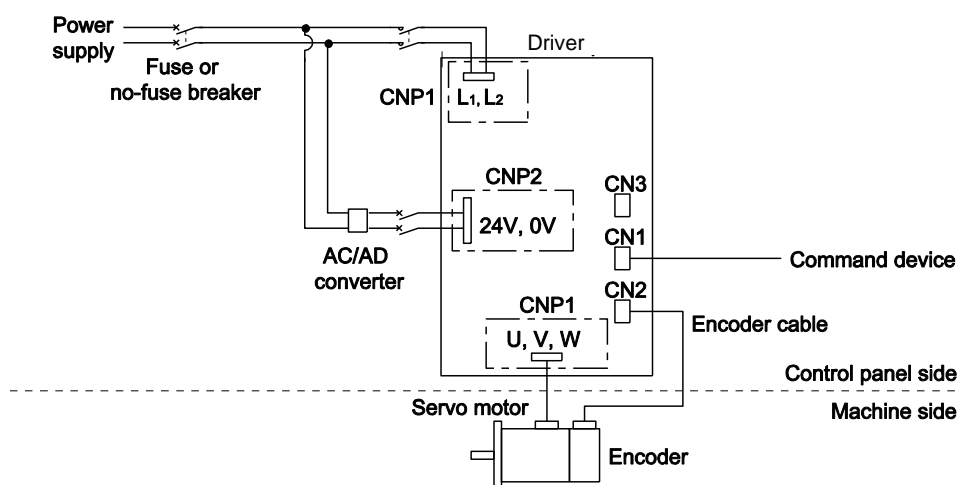 Power
supply
Fuse or
no-fuse breaker
Driver
CNP1
L1, L2
CNP2
24V, 0V
AC/AD
converter
CN3
CN1
Command device
CN2
Encoder cable
CNP1
U, V, W
Control panel side
Machine side
Servo motor
Encoder